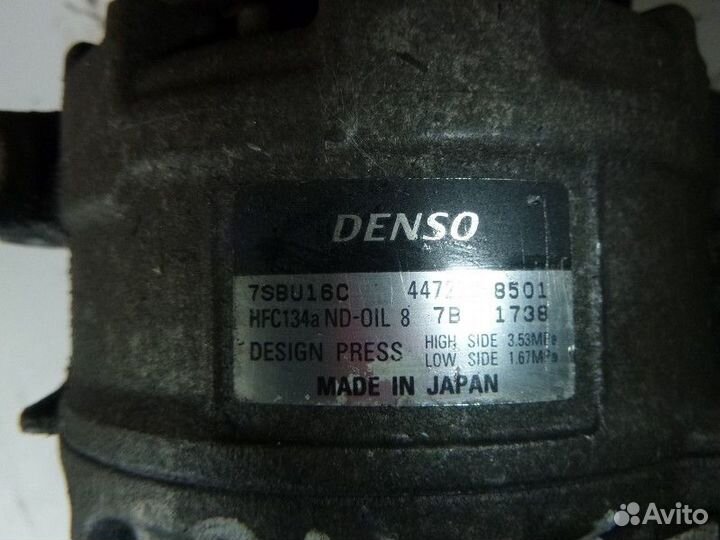 DENSO
7SBU16C 8501
HFC134a ND-OIL 8 7B 1738
DESIGN PRESS HIGH SIDE 3.53MPa
LOW SIDE 1.67MPa
MADE IN JAPAN
Avito